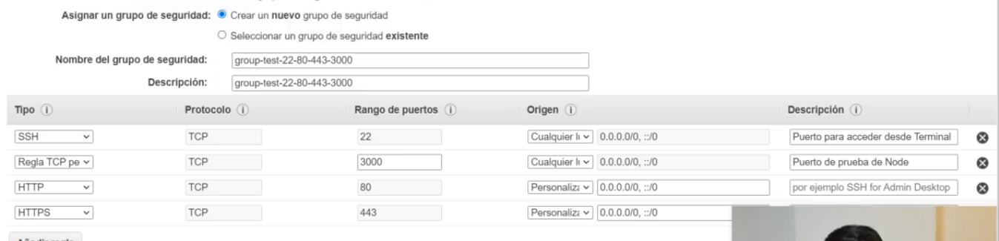 Asignar un grupo de seguridad: Crear un nuevo grupo de seguridad
Seleccionar un grupo de seguridad existente
Nombre del grupo de seguridad: group-test-22-80-443-3000
Descripción: group-test-22-80-443-3000
Tipo Protocolo Rango de puertos Origen Descripción
SSH TCP 22 Cualquier 0.0.0.0/0, ::/0 Puerto para acceder desde Terminal
Regla TCP pe TCP 3000 Cualquier 0.0.0.0/0, ::/0 Puerto de prueba de Node
HTTP TCP 80 Personaliza 0.0.0.0/0, ::/0 por ejemplo SSH for Admin Desktop
HTTPS TCP 443 Personaliza 0.0.0.0/0, ::/0